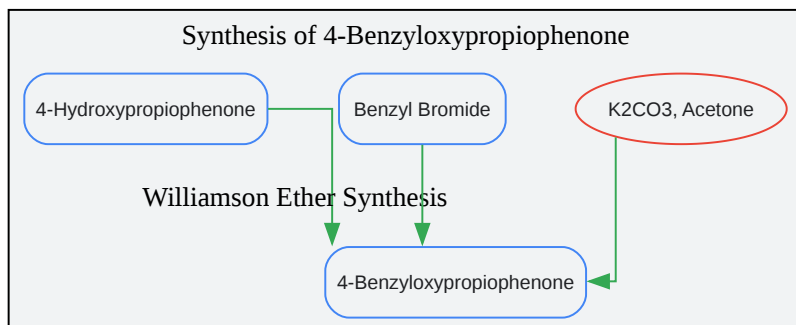 Synthesis of 4-Benzyloxypropiophenone
4-Hydroxypropiophenone
Benzyl Bromide
K2CO3, Acetone
Williamson Ether Synthesis
4-Benzyloxypropiophenone